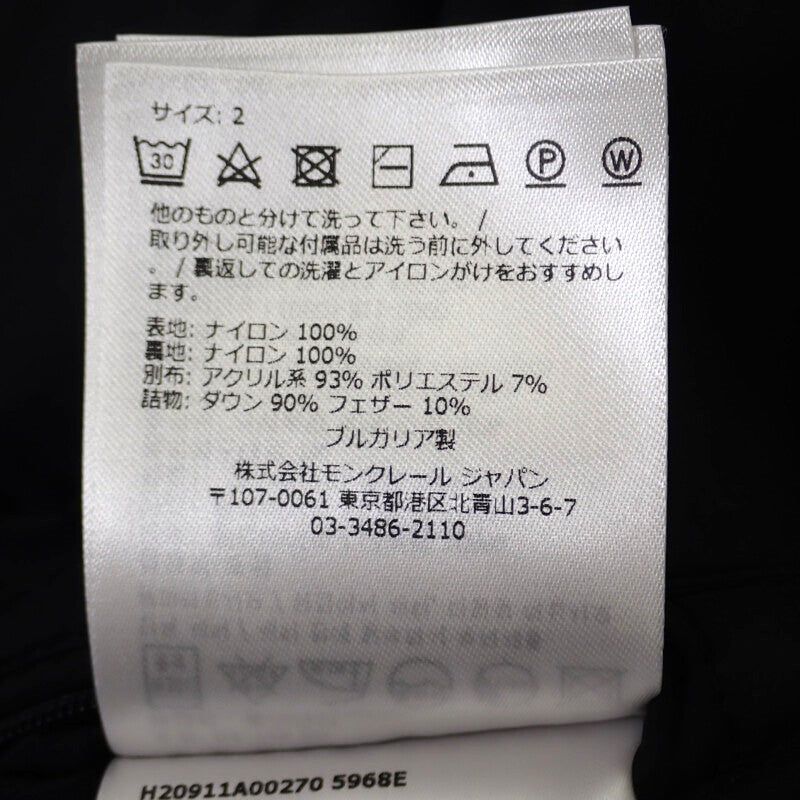 サイズ: 2
30
P
W
他のものと分けて洗って下さい。 /
取り外し可能な付属品は洗う前に外してください
。 / 裏返しての洗濯とアイロンがけをおすすめし
ます。
表地: ナイロン 100%
裏地: ナイロン 100%
別布: アクリル系 93% ポリエステル 7%
詰物: ダウン 90% フェザー 10%
ブルガリア製
株式会社モンクレール ジャパン
〒107-0061 東京都港区北青山3-6-7
03-3486-2110
H20911A00270 5968E